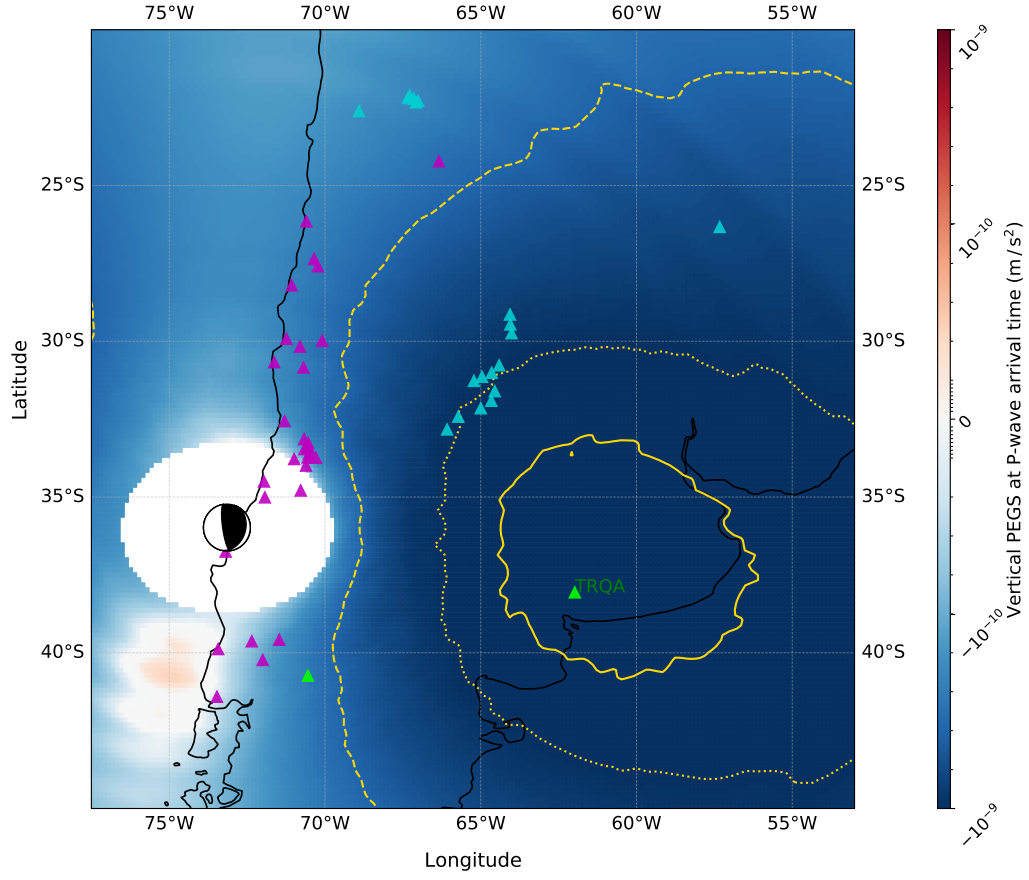 75°W 70°W 65°W 60°W 55°W
25°S 25°S
30°S 30°S
35°S 35°S
40°S 40°S
TRQA
75°W 70°W 65°W 60°W 55°W
Longitude
Latitude
10⁻⁹
10⁻¹⁰
0
−10⁻¹⁰
−10⁻⁹
Vertical PEGS at P-wave arrival time (m / s²)